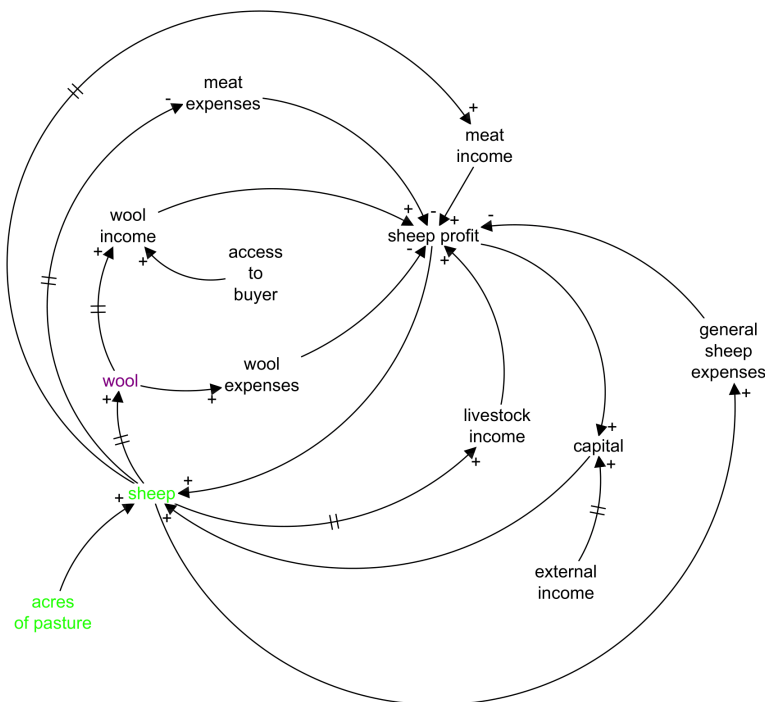 meat
expenses
meat
income
wool
income
sheep profit
access
to
buyer
general
sheep
expenses
wool
wool
expenses
livestock
income
capital
sheep
external
income
acres
of pasture